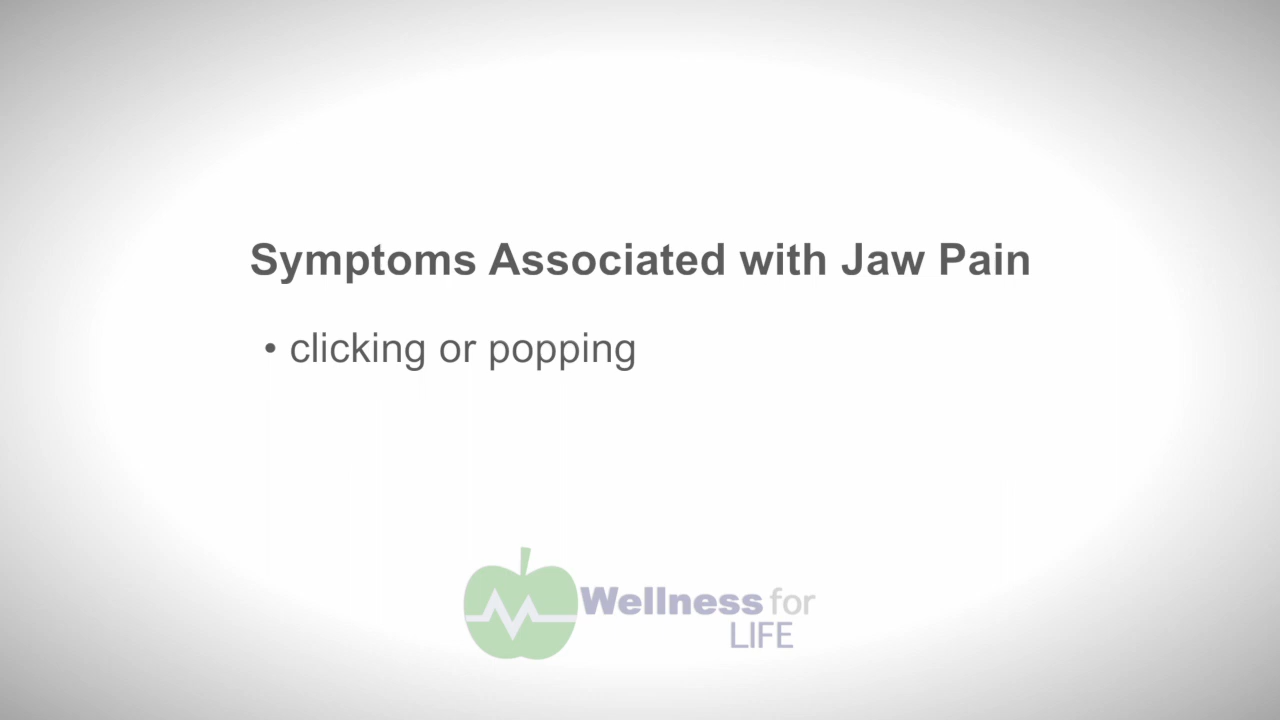 Symptoms Associated with Jaw Pain
• clicking or popping
Wellness for
LIFE